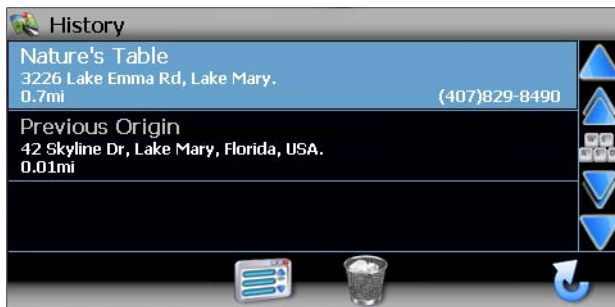 History
Nature's Table
3226 Lake Emma Rd, Lake Mary.
0.7mi (407)829-8490
Previous Origin
42 Skyline Dr, Lake Mary, Florida, USA.
0.01mi